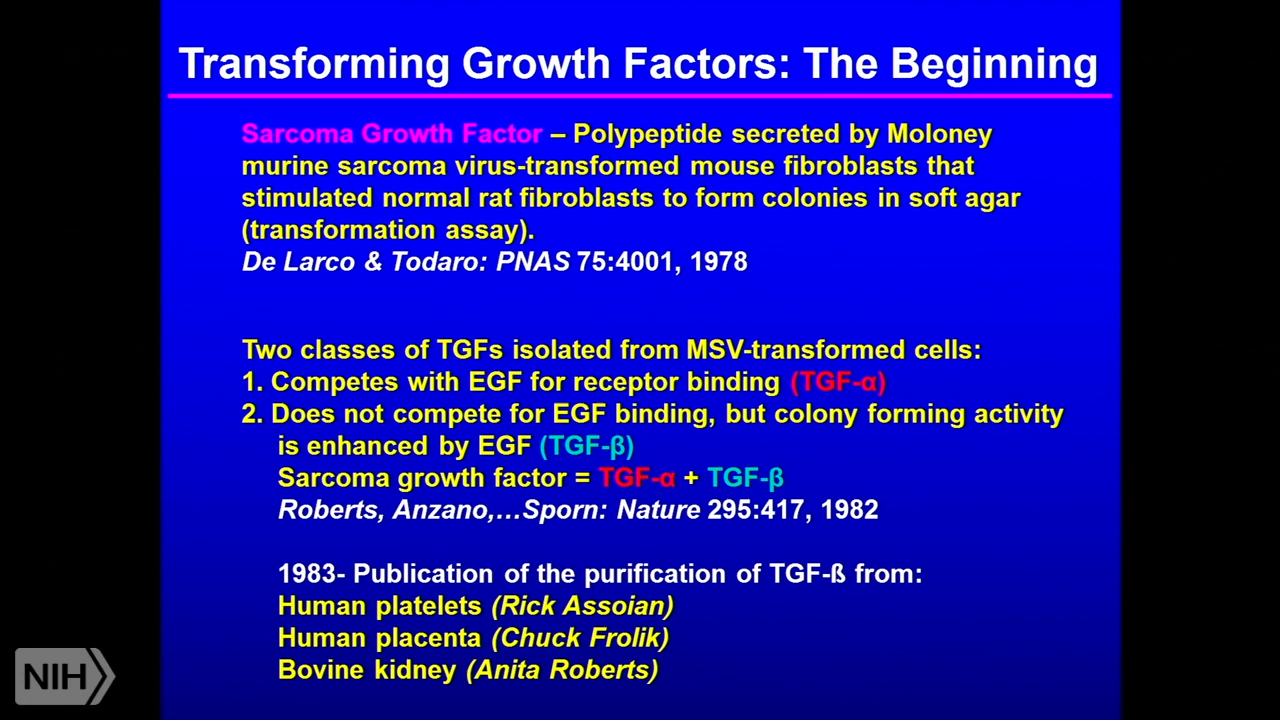 Transforming Growth Factors: The Beginning
Sarcoma Growth Factor – Polypeptide secreted by Moloney
murine sarcoma virus-transformed mouse fibroblasts that
stimulated normal rat fibroblasts to form colonies in soft agar
(transformation assay).
De Larco & Todaro: PNAS 75:4001, 1978
Two classes of TGFs isolated from MSV-transformed cells:
1. Competes with EGF for receptor binding (TGF-α)
2. Does not compete for EGF binding, but colony forming activity
is enhanced by EGF (TGF-β)
Sarcoma growth factor = TGF-α + TGF-β
Roberts, Anzano,...Sporn: Nature 295:417, 1982
1983- Publication of the purification of TGF-ß from:
Human platelets (Rick Assoian)
Human placenta (Chuck Frolik)
Bovine kidney (Anita Roberts)
NIH